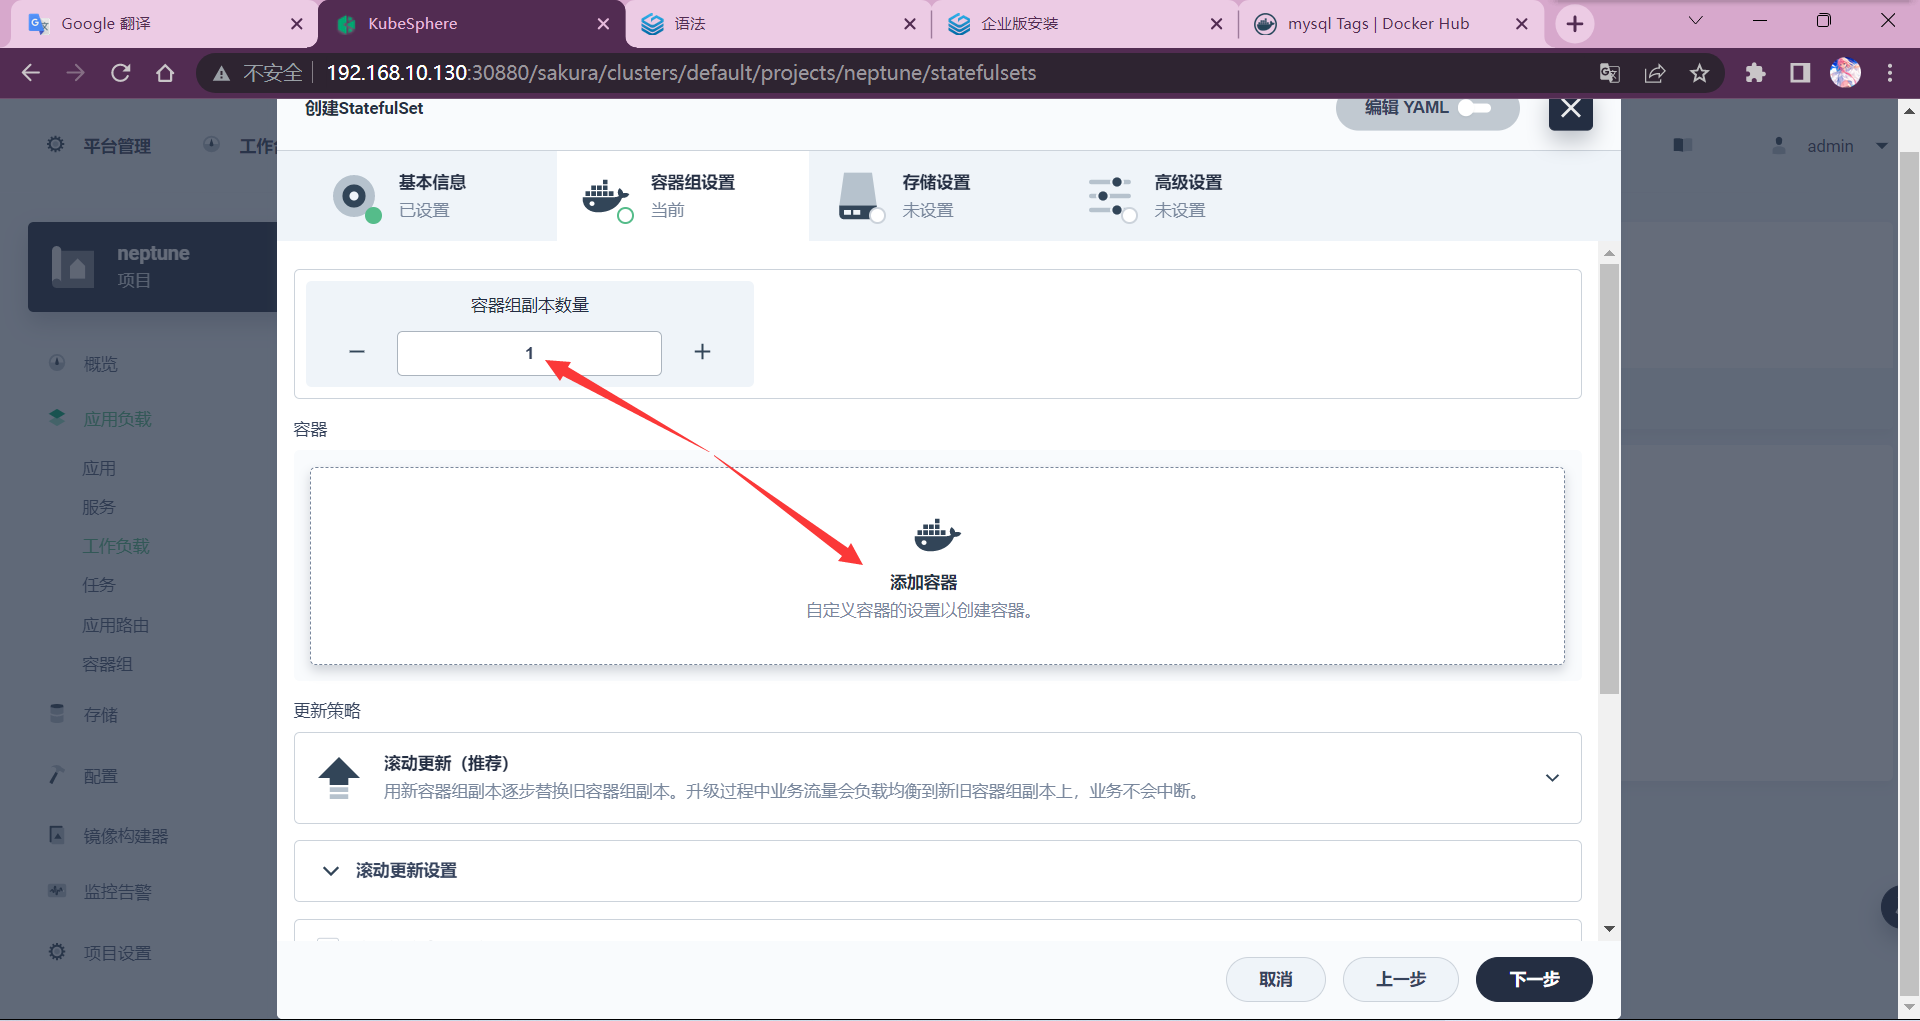 Google 翻译
KubeSphere
语法
企业版安装
mysql Tags | Docker Hub
不安全
192.168.10.130:30880/sakura/clusters/default/projects/neptune/statefulsets
平台管理
admin
neptune
项目
概览
应用负载
应用
服务
工作负载
任务
应用路由
容器组
存储
配置
镜像构建器
监控告警
项目设置
创建StatefulSet
编辑 YAML
基本信息
已设置
容器组设置
当前
存储设置
未设置
高级设置
未设置
容器组副本数量
1
容器
添加容器
自定义容器的设置以创建容器。
更新策略
滚动更新（推荐）
用新容器组副本逐步替换旧容器组副本。升级过程中业务流量会负载均衡到新旧容器组副本上，业务不会中断。
滚动更新设置
取消
上一步
下一步